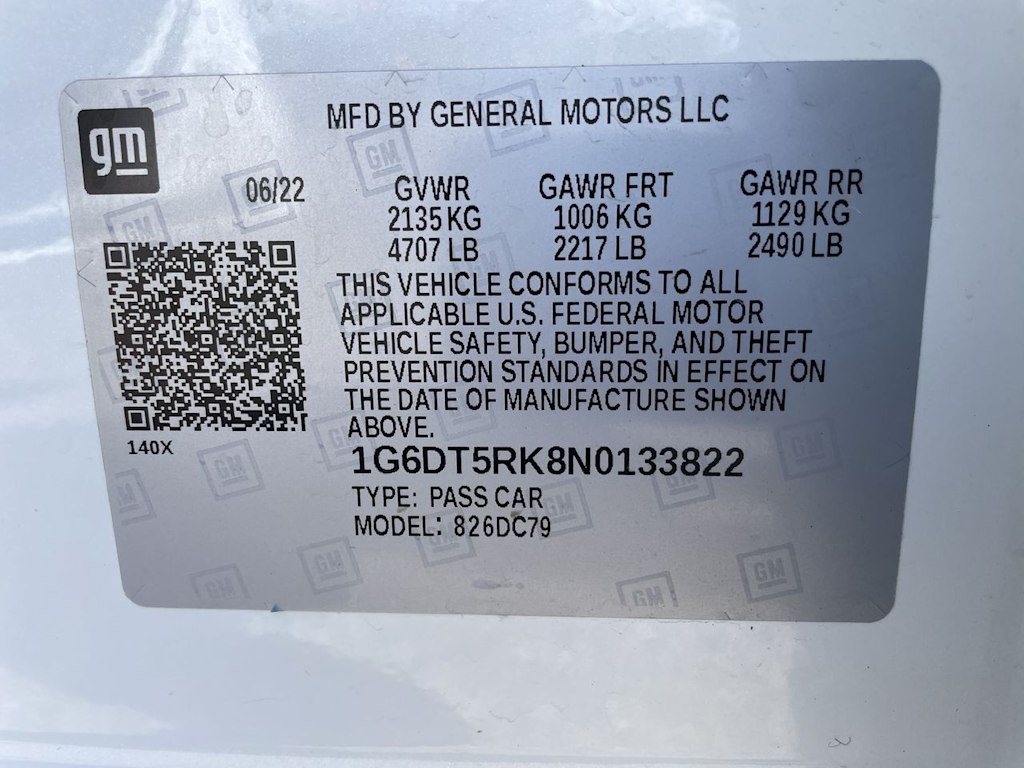 MFD BY GENERAL MOTORS LLC
gm
06/22
GVWR GAWR FRT GAWR RR
2135 KG 1006 KG 1129 KG
4707 LB 2217 LB 2490 LB
THIS VEHICLE CONFORMS TO ALL
APPLICABLE U.S. FEDERAL MOTOR
VEHICLE SAFETY, BUMPER, AND THEFT
PREVENTION STANDARDS IN EFFECT ON
THE DATE OF MANUFACTURE SHOWN
ABOVE.
140X
1G6DT5RK8N0133822
TYPE: PASS CAR
MODEL: 826DC79